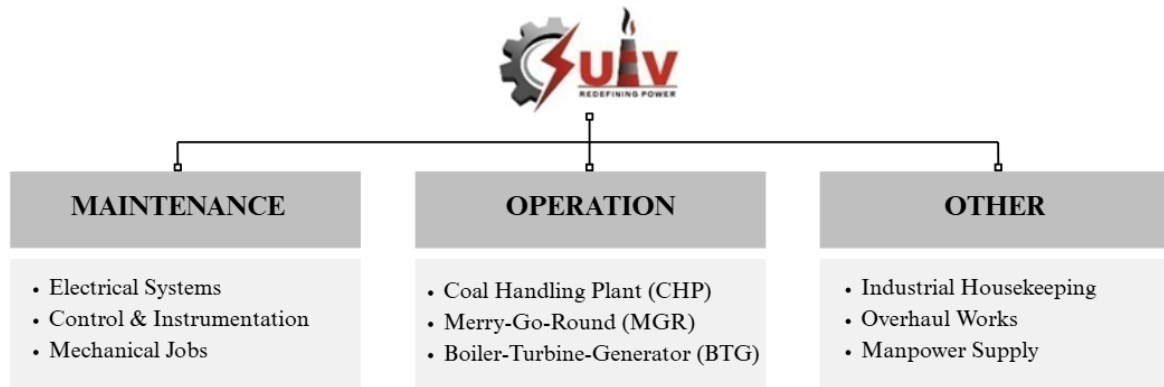 SUIV
REDEFINING POWER
MAINTENANCE
• Electrical Systems
• Control & Instrumentation
• Mechanical Jobs
OPERATION
• Coal Handling Plant (CHP)
• Merry-Go-Round (MGR)
• Boiler-Turbine-Generator (BTG)
OTHER
• Industrial Housekeeping
• Overhaul Works
• Manpower Supply